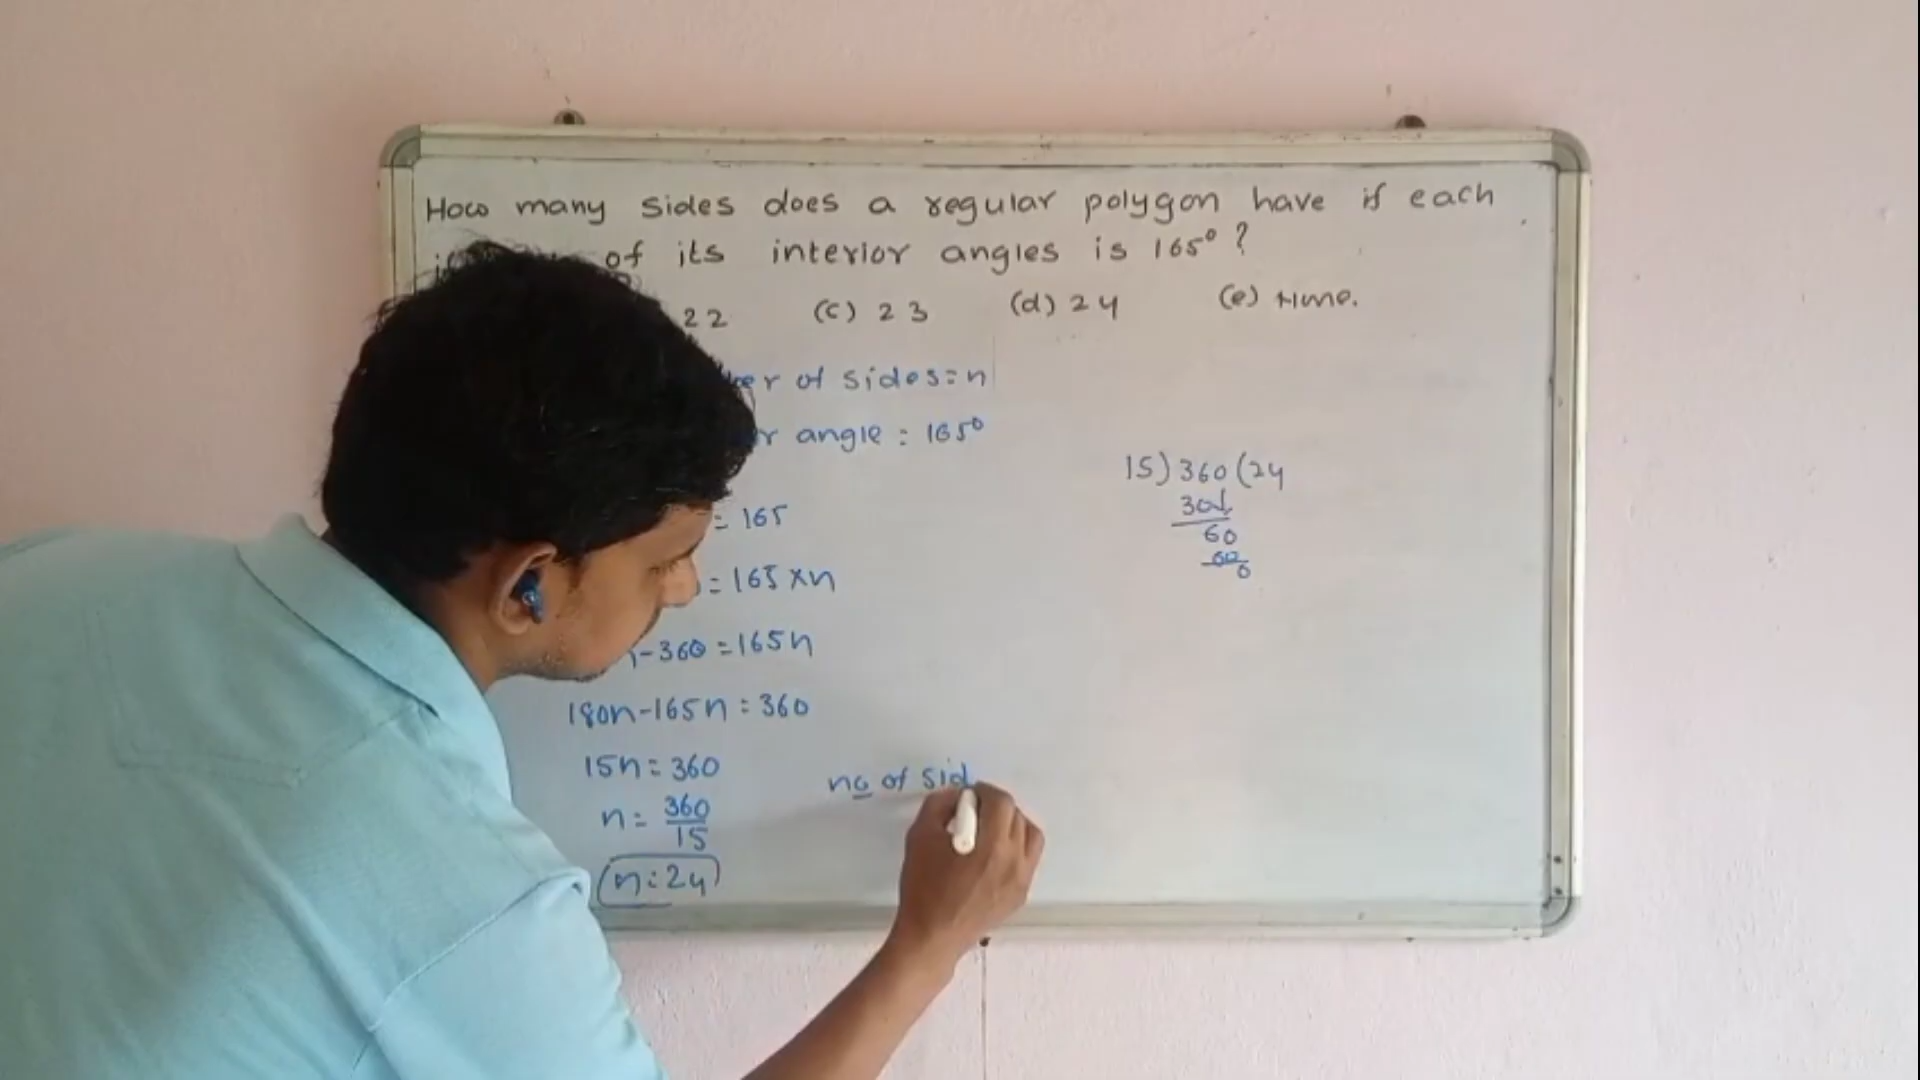 How many sides does a regular polygon have if each
of its interior angles is 165° ?
22 (c) 23 (d) 24 (e) None.
er of sides = n
r angle = 165°
= 165
= 165 × n
n - 360 = 165n
180n - 165n = 360
15n = 360
n = 360/15
n = 24
no of sid
15) 360 (24
30↓
60
60
0